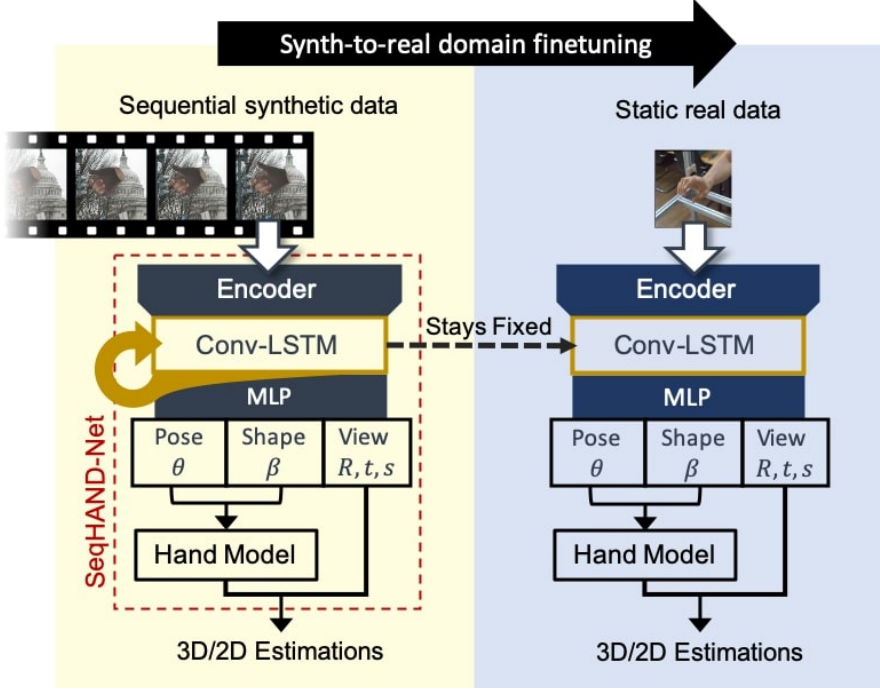 Synth-to-real domain finetuning
Sequential synthetic data
Static real data
Encoder
Conv-LSTM
MLP
Pose
θ
Shape
β
View
R, t, s
Hand Model
3D/2D Estimations
SeqHAND-Net
Stays Fixed
Encoder
Conv-LSTM
MLP
Pose
θ
Shape
β
View
R, t, s
Hand Model
3D/2D Estimations